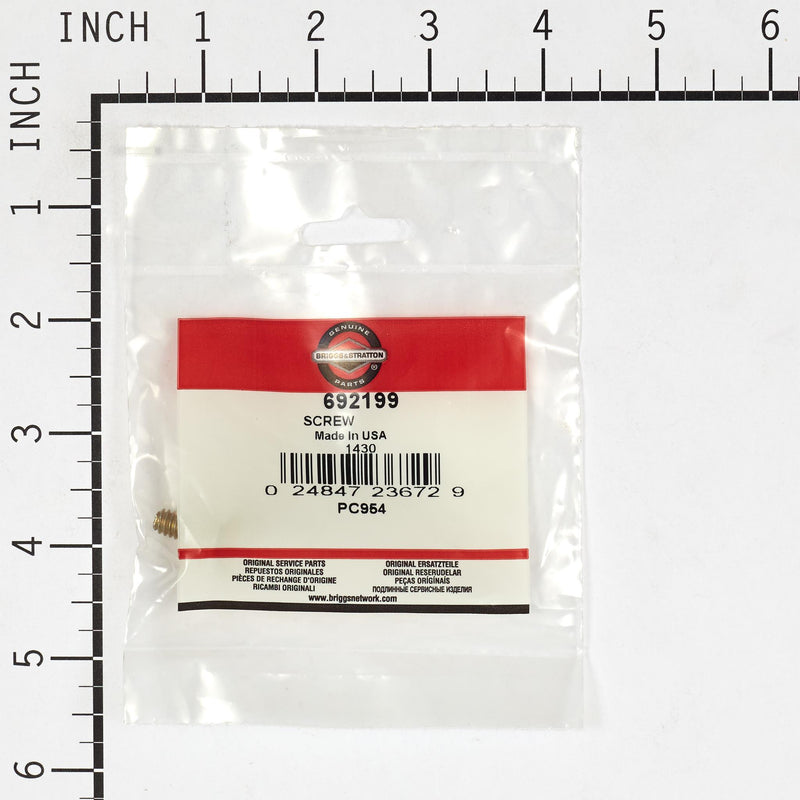 INCH 1 2 3 4 5 6
INCH
1
2
3
4
5
6
GENUINE
BRIGGS&STRATTON
®
PARTS
692199
SCREW
Made In USA
1430
0 24847 23672 9
PC954
ORIGINAL SERVICE PARTS
REPUESTOS ORIGINALES
PIÈCES DE RECHANGE D'ORIGINE
RICAMBI ORIGINALI
ORIGINAL ERSATZTEILE
ORIGINAL RESERUDELAR
PEÇAS ORIGÍNAIS
ПОДЛИННЫЕ СЕРВИСНЫЕ ИЗДЕЛИЯ
www.briggsnetwork.com